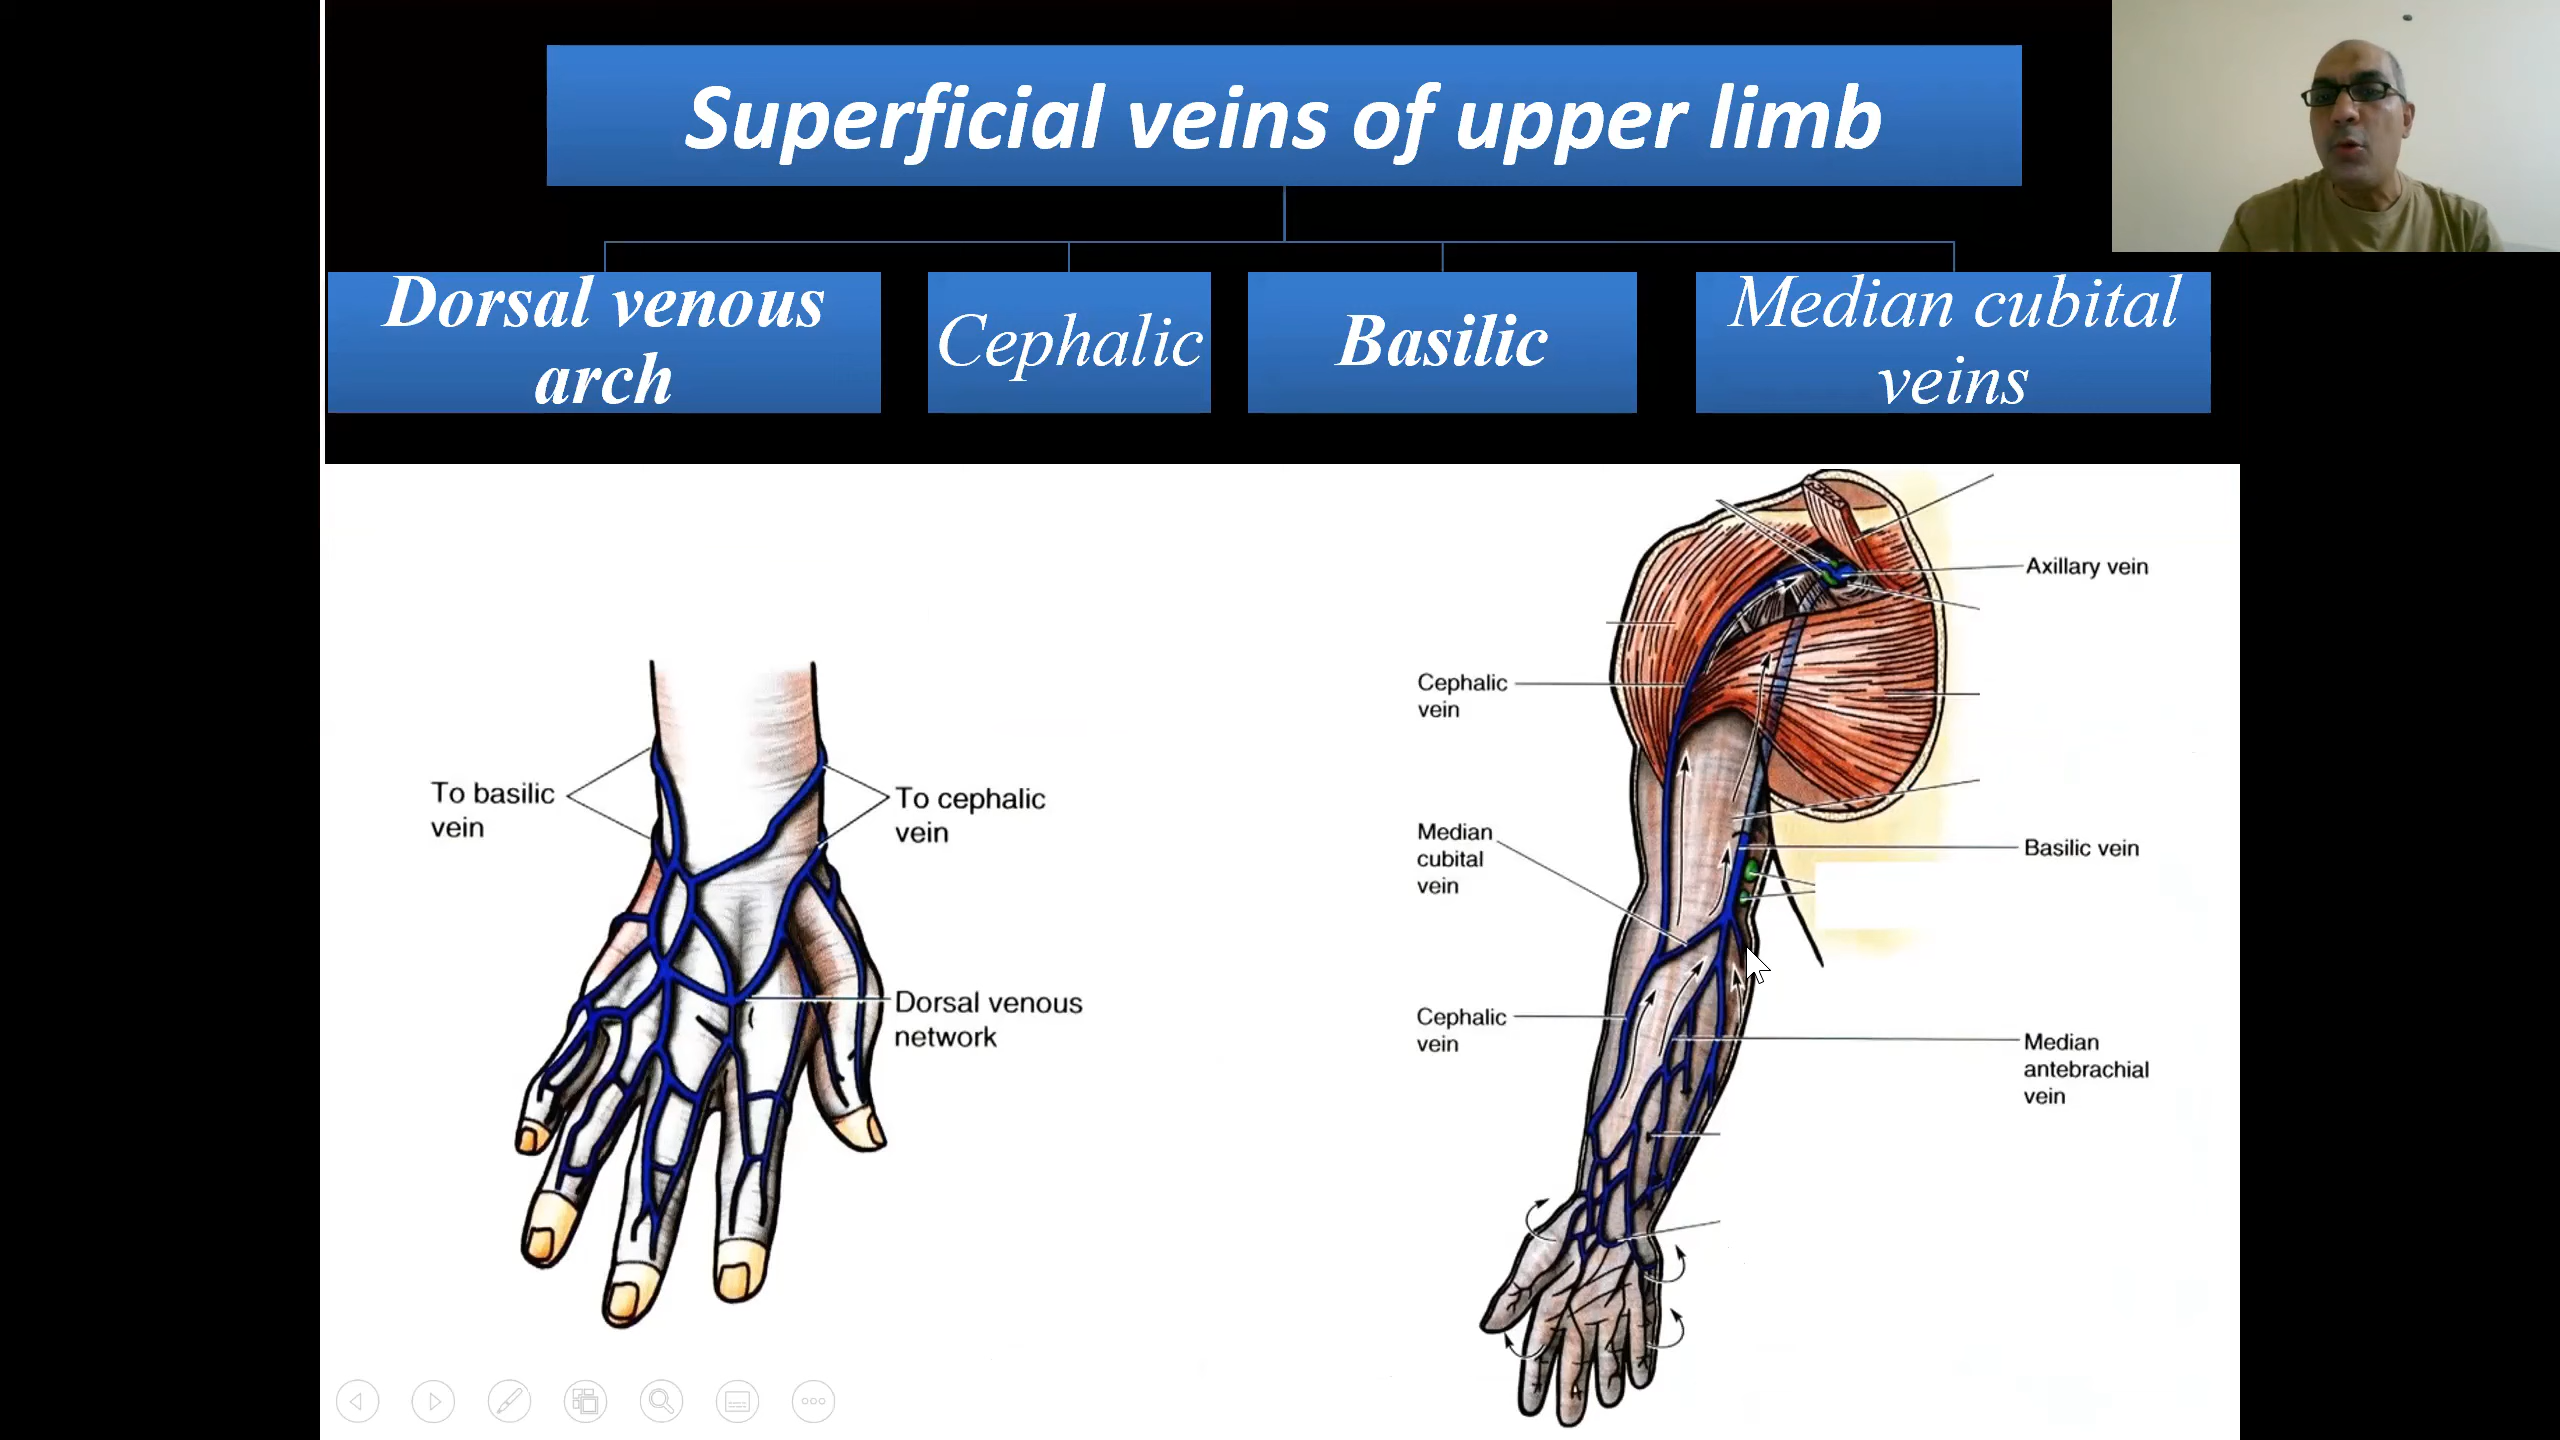 Superficial veins of upper limb
Dorsal venous
arch
Cephalic
Basilic
Median cubital
veins
To basilic
vein
To cephalic
vein
Dorsal venous
network
Axillary vein
Cephalic
vein
Median
cubital
vein
Basilic vein
Cephalic
vein
Median
antebrachial
vein